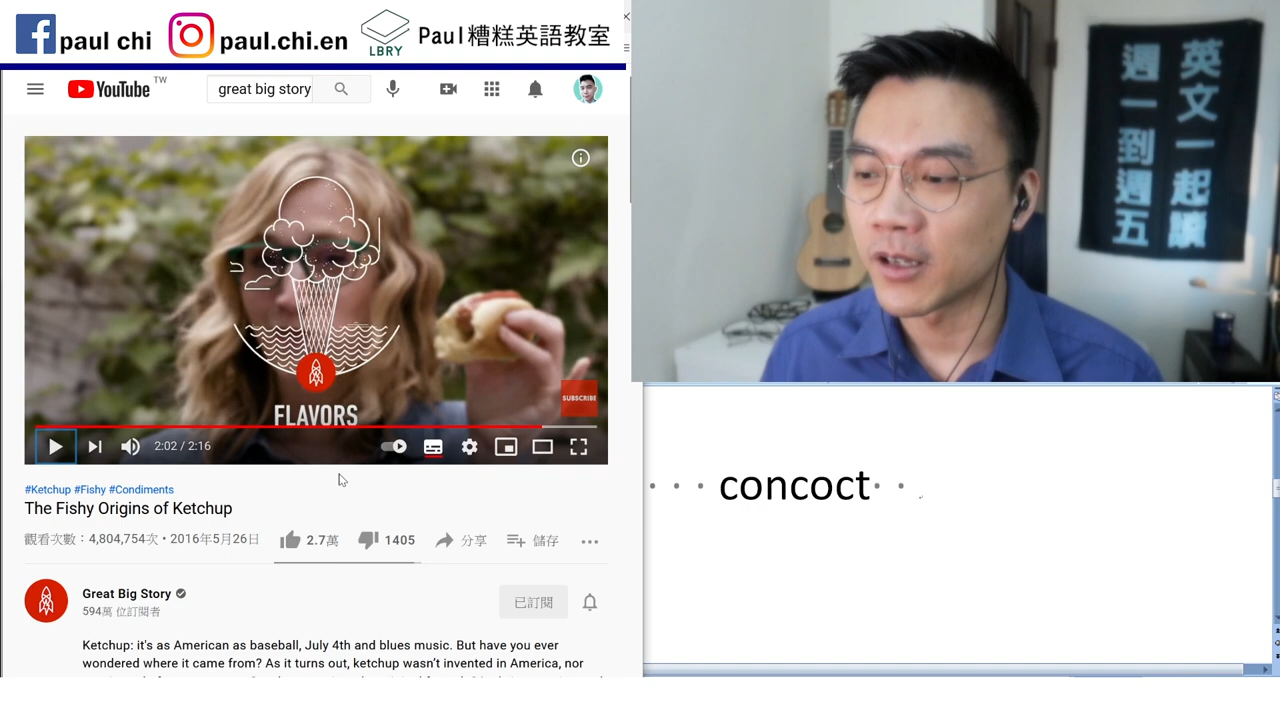 paul chi
paul.chi.en
LBRY
Paul糟糕英語教室
YouTube TW
great big story
英文一起讀
週一到週五
FLAVORS
SUBSCRIBE
2:02 / 2:16
#Ketchup #Fishy #Condiments
The Fishy Origins of Ketchup
觀看次數：4,804,754次・2016年5月26日
2.7萬
1405
分享
儲存
Great Big Story
594萬 位訂閱者
已訂閱
Ketchup: it's as American as baseball, July 4th and blues music. But have you ever
wondered where it came from? As it turns out, ketchup wasn't invented in America, nor
concoct